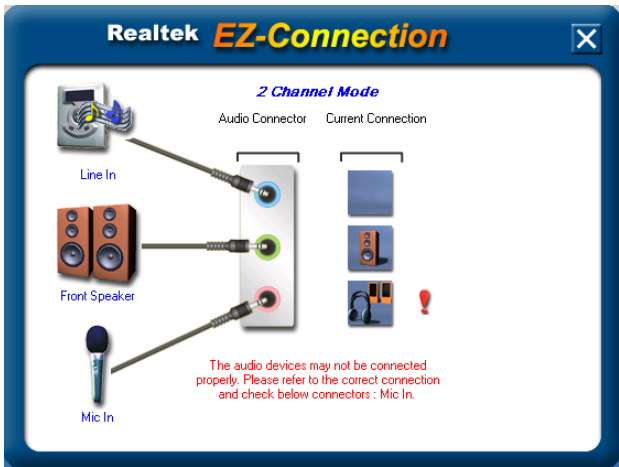 Realtek EZ-Connection
2 Channel Mode
Audio Connector Current Connection
Line In
Front Speaker
Mic In
The audio devices may not be connected
properly. Please refer to the correct connection
and check below connectors : Mic In.